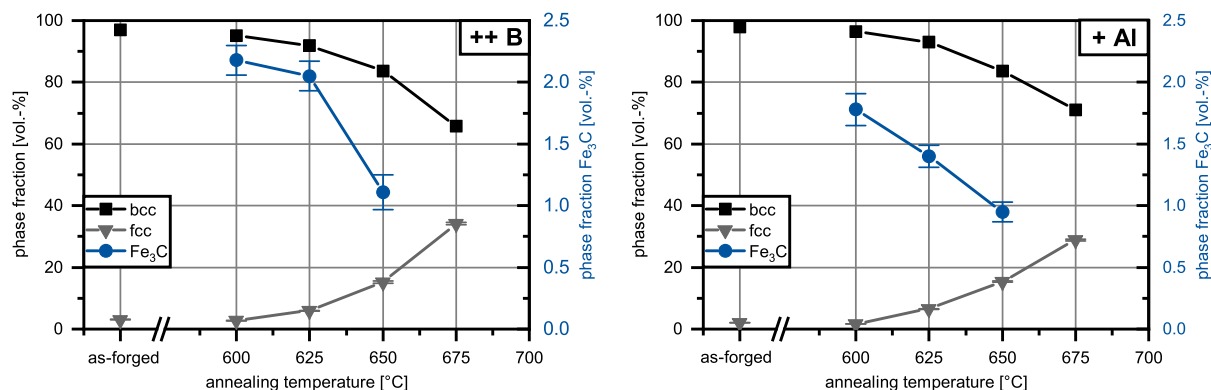 ++ B
phase fraction [vol.-%]
100
80
60
40
20
0
bcc
fcc
Fe₃C
2.5
2.0
1.5
1.0
0.5
0.0
phase fraction Fe₃C [vol.-%]
as-forged 600 625 650 675 700
annealing temperature [°C]
+ Al
phase fraction [vol.-%]
100
80
60
40
20
0
bcc
fcc
Fe₃C
2.5
2.0
1.5
1.0
0.5
0.0
phase fraction Fe₃C [vol.-%]
as-forged 600 625 650 675 700
annealing temperature [°C]